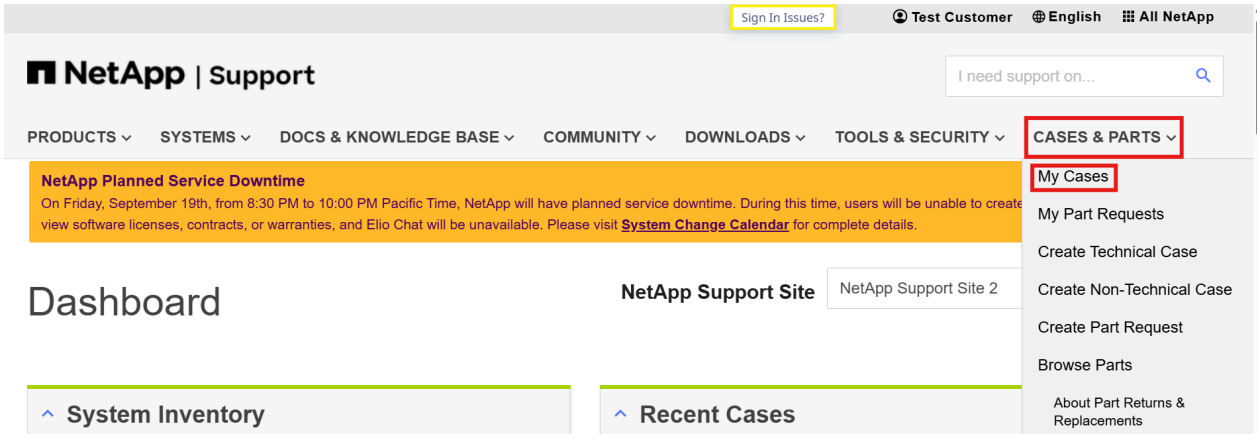 Sign In Issues? Test Customer English All NetApp
NetApp | Support
I need support on...
PRODUCTS SYSTEMS DOCS & KNOWLEDGE BASE COMMUNITY DOWNLOADS TOOLS & SECURITY CASES & PARTS
NetApp Planned Service Downtime
On Friday, September 19th, from 8:30 PM to 10:00 PM Pacific Time, NetApp will have planned service downtime. During this time, users will be unable to create
view software licenses, contracts, or warranties, and Elio Chat will be unavailable. Please visit System Change Calendar for complete details.
My Cases
My Part Requests
Create Technical Case
Create Non-Technical Case
Create Part Request
Browse Parts
About Part Returns &
Replacements
Dashboard
NetApp Support Site NetApp Support Site 2
System Inventory
Recent Cases